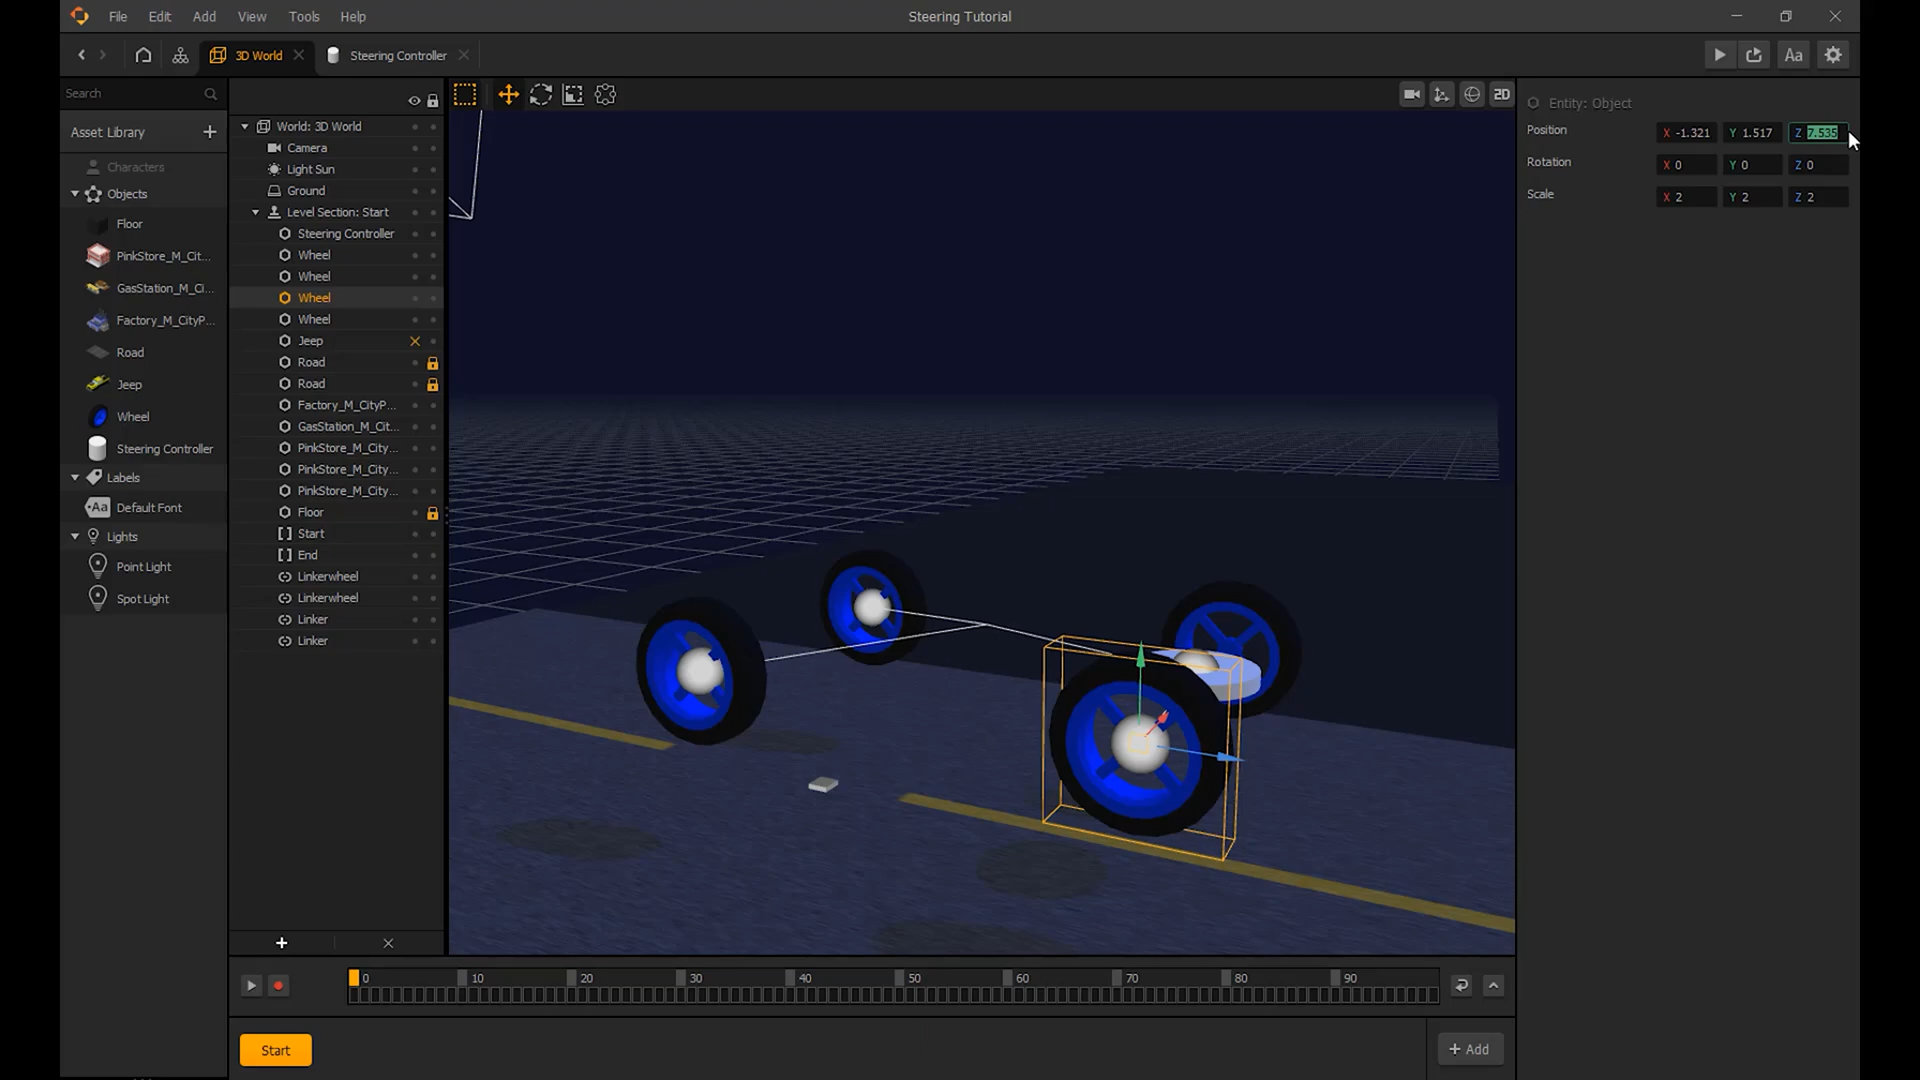 File Edit View Add Tools Help
Steering Tutorial
3D World
Steering Controller
Aa
Search
Asset Library
Characters
Objects
Floor
PinkStore_M_Cit...
GasStation_M_Ci...
Factory_M_CityP...
Road
Jeep
Wheel
Steering Controller
Labels
Aa Default Font
Lights
Point Light
Spot Light
World: 3D World
Camera
Light Sun
Ground
Level Section: Start
Steering Controller
Wheel
Wheel
Wheel
Wheel
Jeep
Road
Road
Factory_M_CityP...
GasStation_M_Cit...
PinkStore_M_City...
PinkStore_M_City...
PinkStore_M_City...
Floor
Start
End
Linkerwheel
Linkerwheel
Linker
Linker
2D
Entity: Object
Position X -1.321 Y 1.517 Z 7.535
Rotation X 0 Y 0 Z 0
Scale X 2 Y 2 Z 2
0 10 20 30 40 50 60 70 80 90
Start
+ Add